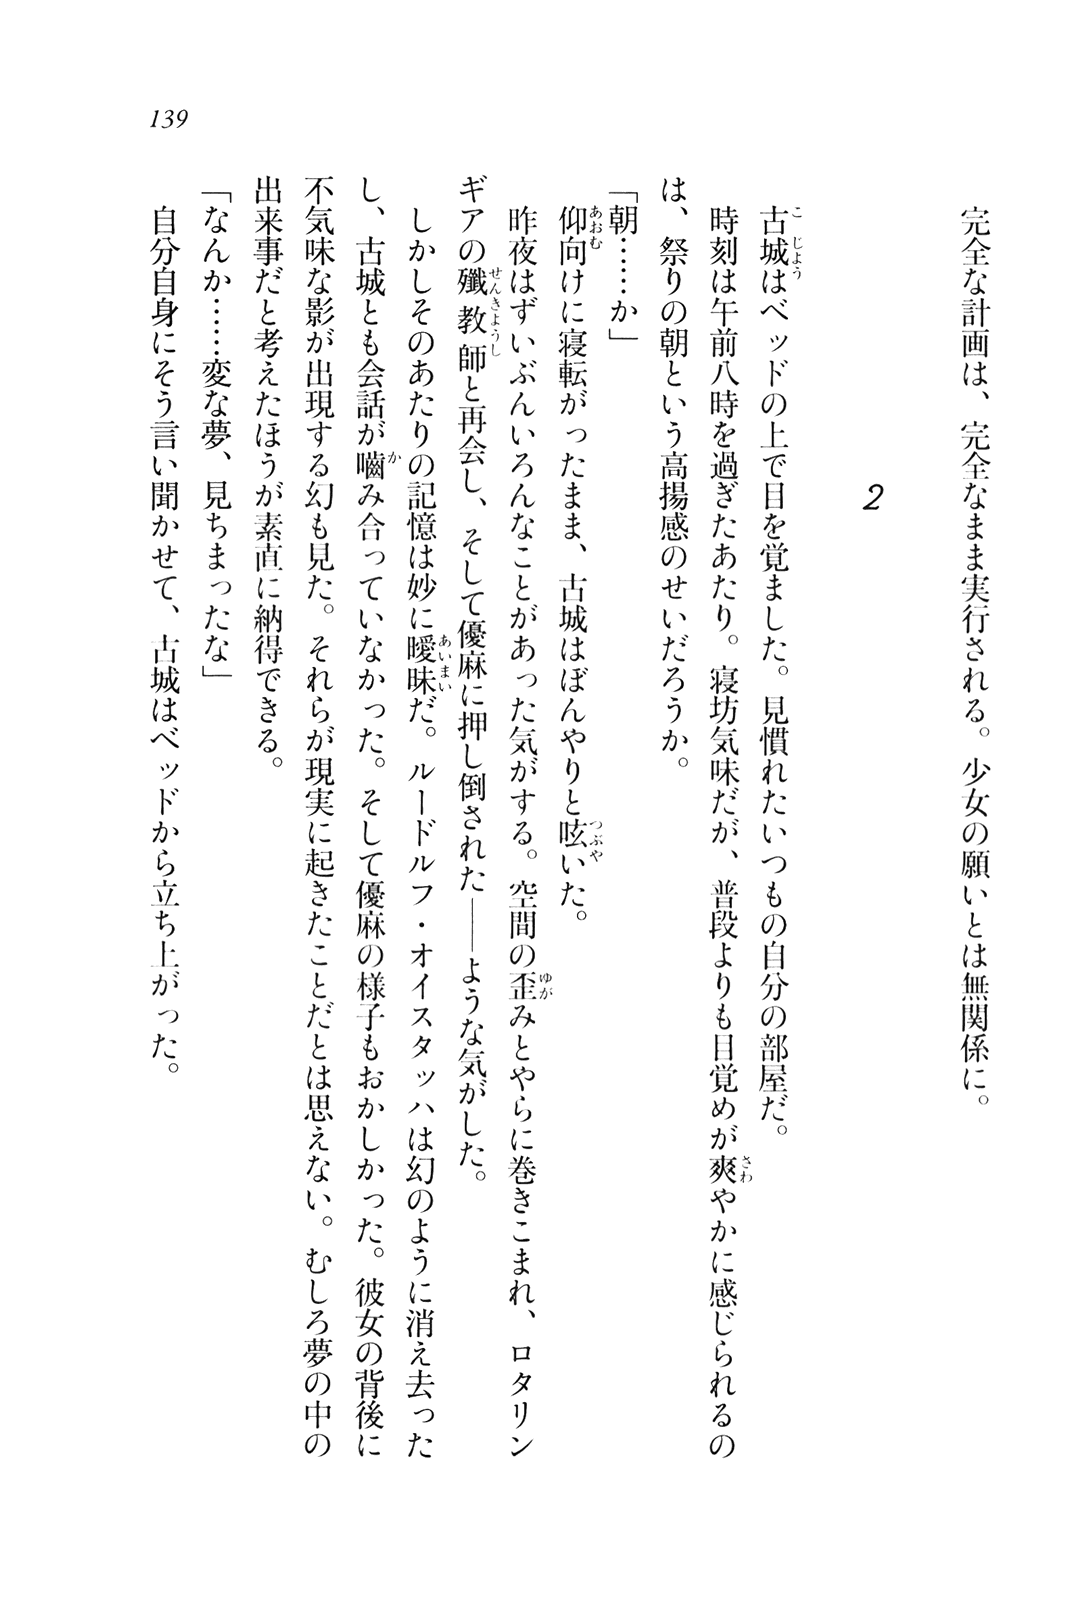 139
完全な計画は、完全なまま実行される。少女の願いとは無関係に。
2
古城はベッドの上で目を覚ました。見慣れたいつもの自分の部屋だ。
時刻は午前八時を過ぎたあたり。寝坊気味だが、普段よりも目覚めが爽やかに感じられるの
は、祭りの朝という高揚感のせいだろうか。
「朝……か」
仰向けに寝転がったまま、古城はぼんやりと呟いた。
昨夜はずいぶんいろんなことがあった気がする。空間の歪みとやらに巻きこまれ、ロタリン
ギアの殲教師と再会し、そして優麻に押し倒された――ような気がした。
しかしそのあたりの記憶は妙に曖昧だ。ルードルフ・オイスタッハは幻のように消え去った
し、古城とも会話が嚙み合っていなかった。そして優麻の様子もおかしかった。彼女の背後に
不気味な影が出現する幻も見た。それらが現実に起きたことだとは思えない。むしろ夢の中の
出来事だと考えたほうが素直に納得できる。
「なんか……変な夢、見ちまったな」
自分自身にそう言い聞かせて、古城はベッドから立ち上がった。